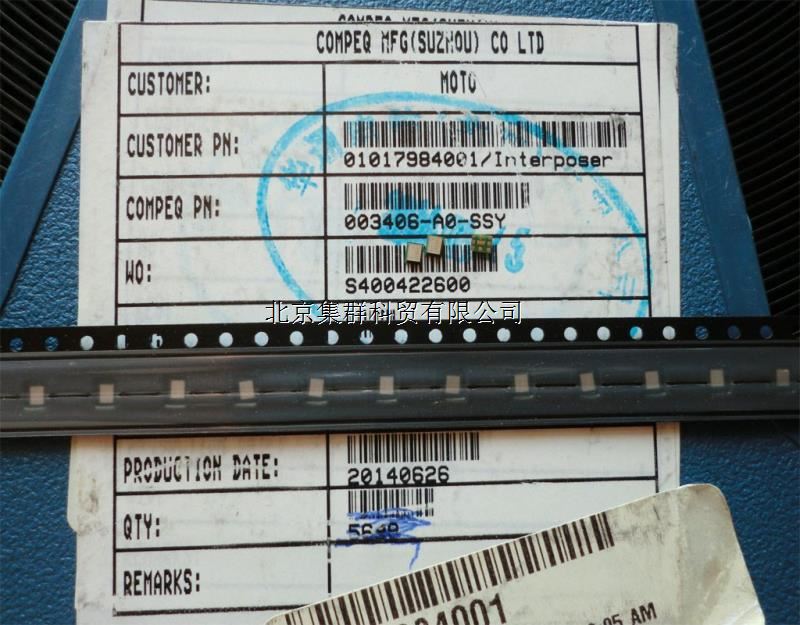 COMPEQ MFG(SUZHOU) CO LTD
CUSTOMER: MOTO
CUSTOMER PN: 01017984001/Interposer
COMPEQ PN: 003406-A0-SSY
WO: S400422600
北京集群科贸有限公司
PRODUCTION DATE: 20140626
QTY:
REMARKS: